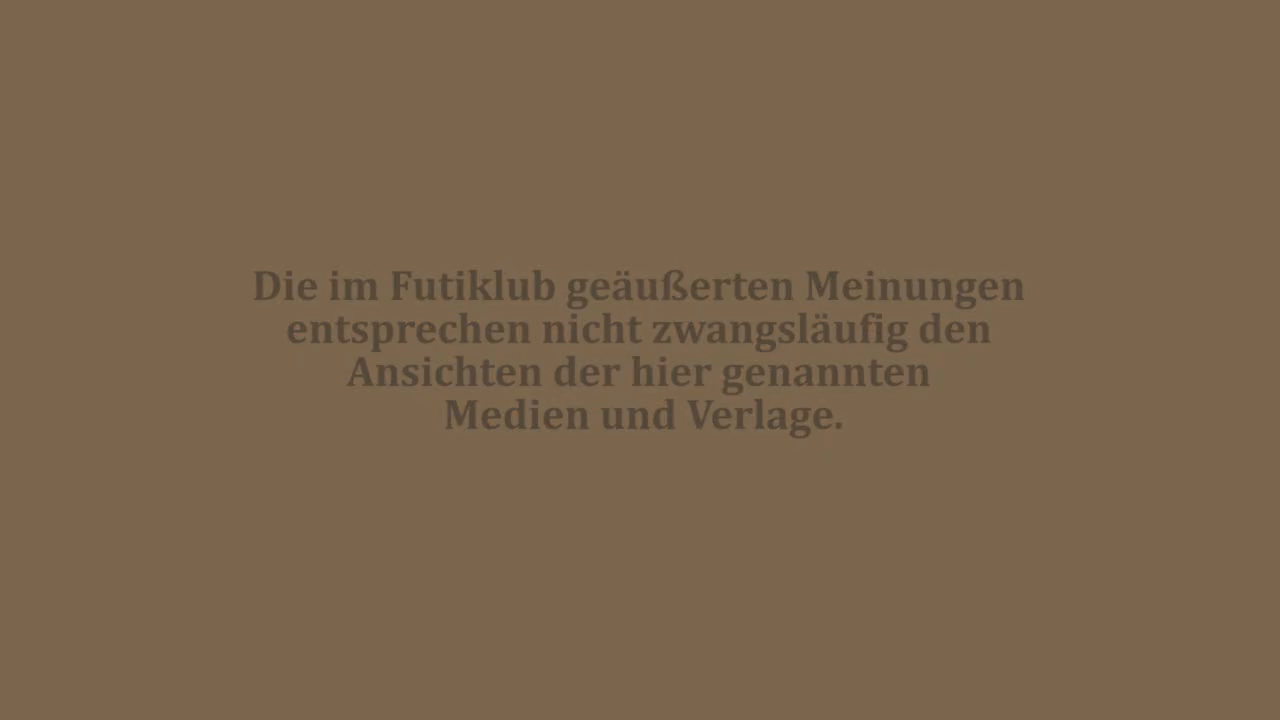 Die im Futiklub geäußerten Meinungen
entsprechen nicht zwangsläufig den
Ansichten der hier genannten
Medien und Verlage.